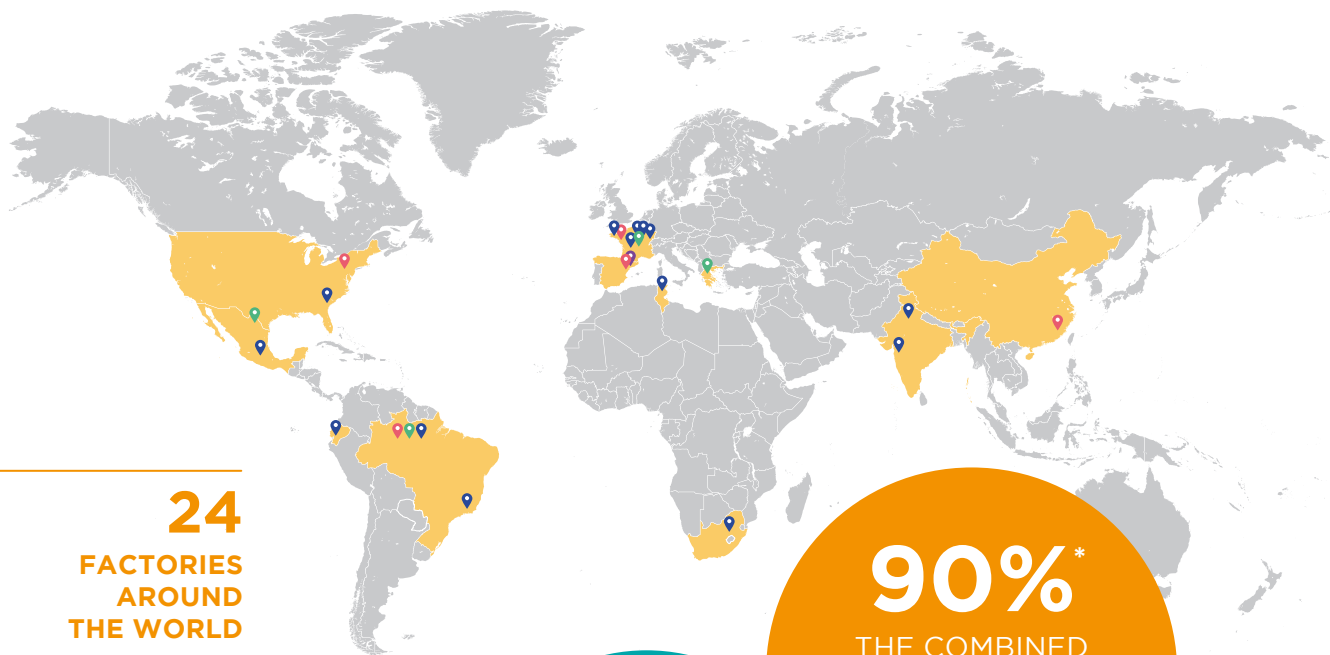 24
FACTORIES
AROUND
THE WORLD
90%*
THE COMBINED